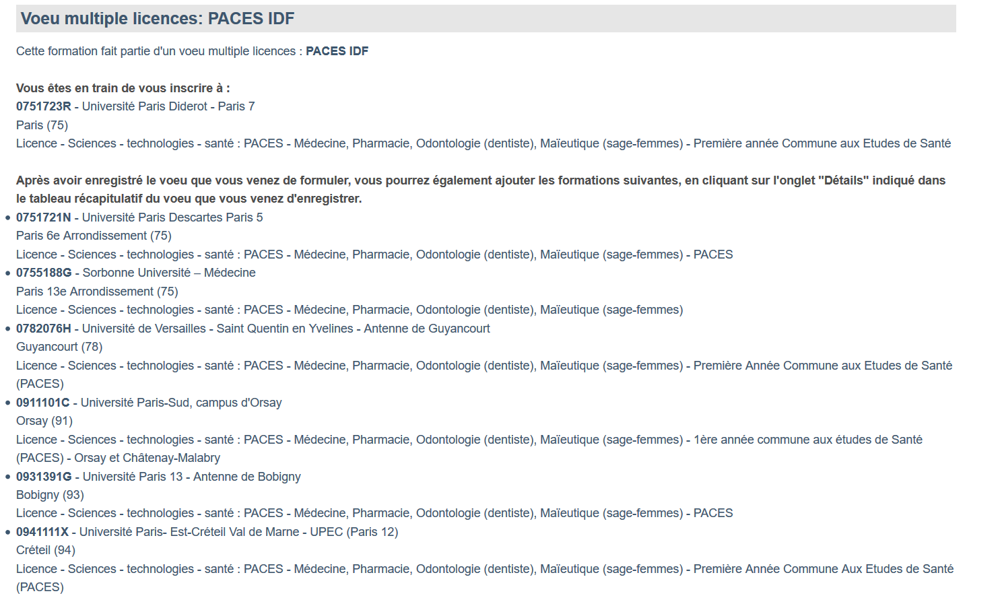 Voeu multiple licences: PACES IDF
Cette formation fait partie d'un voeu multiple licences : PACES IDF
Vous êtes en train de vous inscrire à :
0751723R - Université Paris Diderot - Paris 7
Paris (75)
Licence - Sciences - technologies - santé : PACES - Médecine, Pharmacie, Odontologie (dentiste), Maïeutique (sage-femmes) - Première année Commune aux Etudes de Santé
Après avoir enregistré le voeu que vous venez de formuler, vous pourrez également ajouter les formations suivantes, en cliquant sur l'onglet "Détails" indiqué dans
le tableau récapitulatif du voeu que vous venez d'enregistrer.
• 0751721N - Université Paris Descartes Paris 5
Paris 6e Arrondissement (75)
Licence - Sciences - technologies - santé : PACES - Médecine, Pharmacie, Odontologie (dentiste), Maïeutique (sage-femmes) - PACES
• 0755188G - Sorbonne Université – Médecine
Paris 13e Arrondissement (75)
Licence - Sciences - technologies - santé : PACES - Médecine, Pharmacie, Odontologie (dentiste), Maïeutique (sage-femmes)
• 0782076H - Université de Versailles - Saint Quentin en Yvelines - Antenne de Guyancourt
Guyancourt (78)
Licence - Sciences - technologies - santé : PACES - Médecine, Pharmacie, Odontologie (dentiste), Maïeutique (sage-femmes) - Première Année Commune aux Etudes de Santé
(PACES)
• 0911101C - Université Paris-Sud, campus d'Orsay
Orsay (91)
Licence - Sciences - technologies - santé : PACES - Médecine, Pharmacie, Odontologie (dentiste), Maïeutique (sage-femmes) - 1ère année commune aux études de Santé
(PACES) - Orsay et Châtenay-Malabry
• 0931391G - Université Paris 13 - Antenne de Bobigny
Bobigny (93)
Licence - Sciences - technologies - santé : PACES - Médecine, Pharmacie, Odontologie (dentiste), Maïeutique (sage-femmes) - PACES
• 0941111X - Université Paris- Est-Créteil Val de Marne - UPEC (Paris 12)
Créteil (94)
Licence - Sciences - technologies - santé : PACES - Médecine, Pharmacie, Odontologie (dentiste), Maïeutique (sage-femmes) - Première Année Commune Aux Etudes de Santé
(PACES)